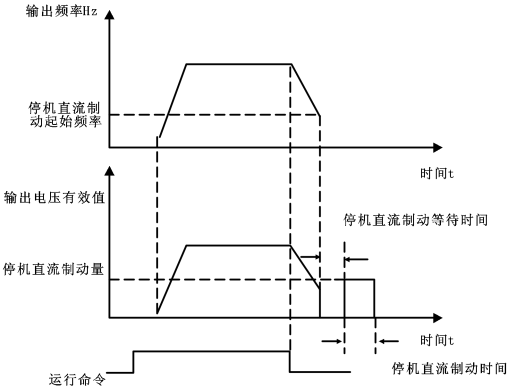 输出频率Hz
停机直流制
动起始频率
时间t
输出电压有效值
停机直流制动等待时间
停机直流制动量
时间t
停机直流制动时间
运行命令